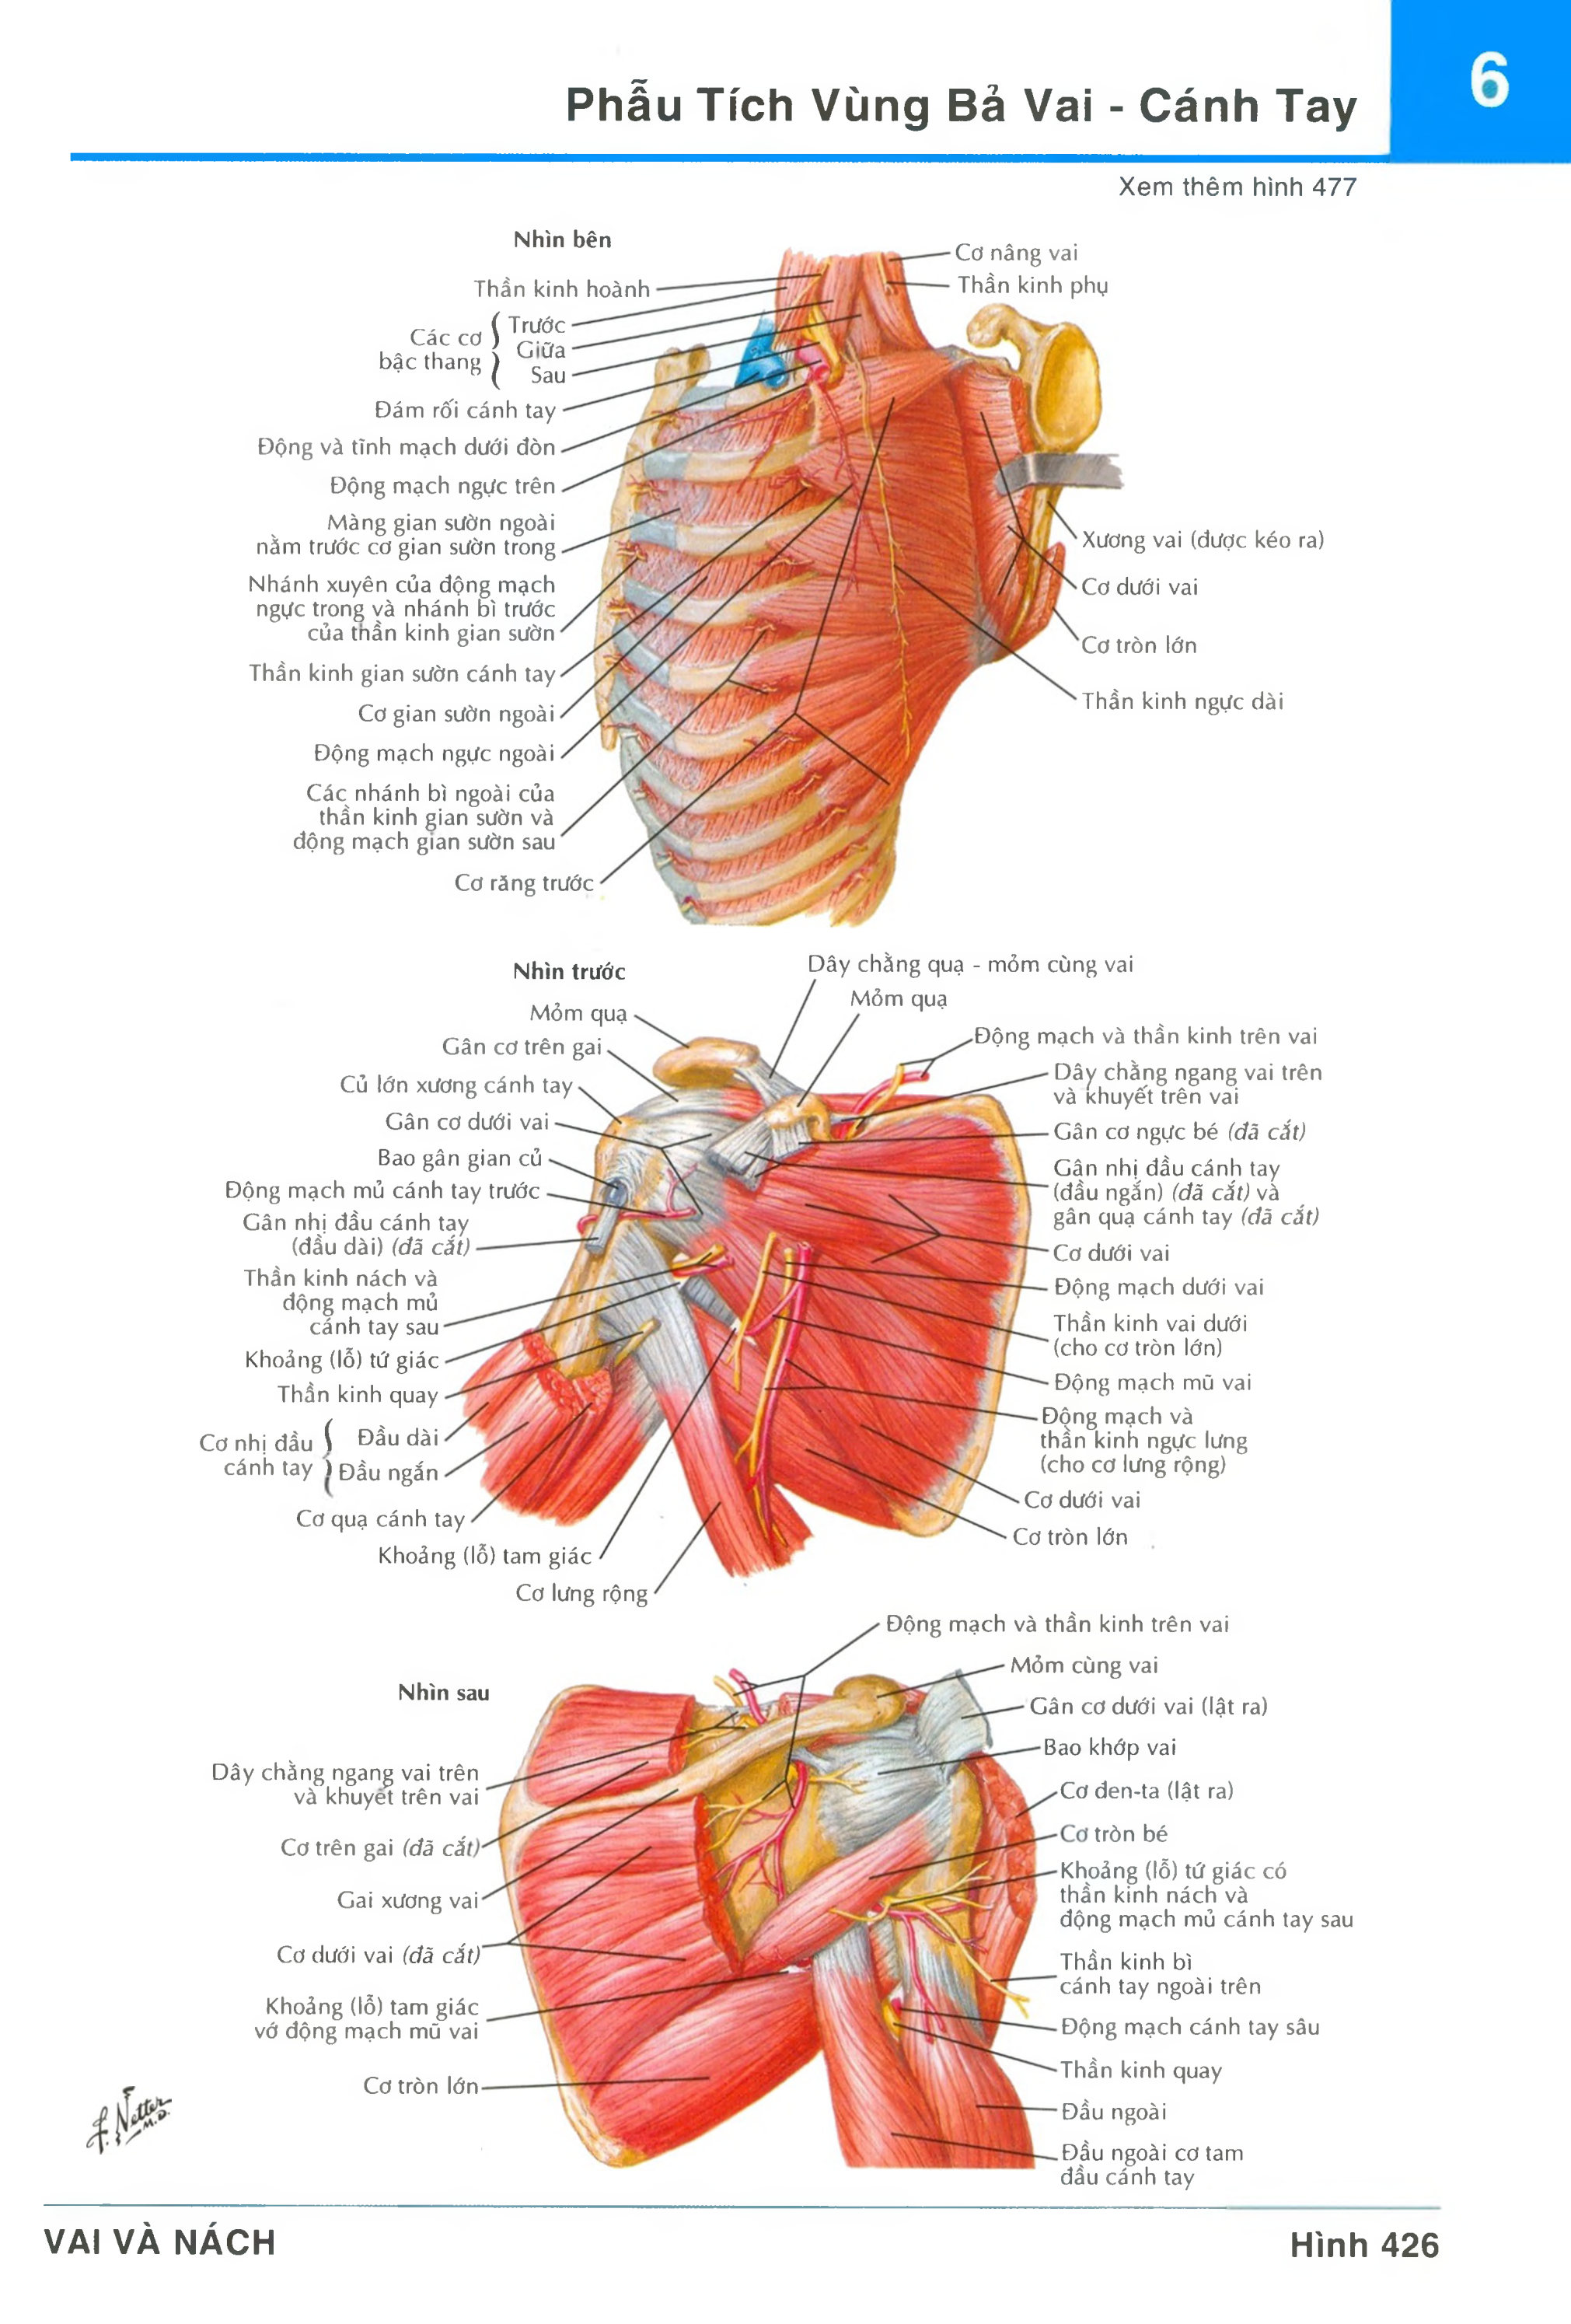 6
Phẫu Tích Vùng Bả Vai - Cánh Tay
Xem thêm hình 477
Nhìn bên
Cơ nâng vai
Thần kinh phụ
Thần kinh hoành
Các cơ
bậc thang
Trước
Giữa
Sau
Đám rối cánh tay
Động và tĩnh mạch dưới đòn
Động mạch ngực trên
Màng gian sườn ngoài
nằm trước cơ gian sườn trong
Nhánh xuyên của động mạch
ngực trong và nhánh bì trước
của thần kinh gian sườn
Thần kinh gian sườn cánh tay
Cơ gian sườn ngoài
Động mạch ngực ngoài
Các nhánh bì ngoài của
thần kinh gian sườn và
động mạch gian sườn sau
Cơ răng trước
Xương vai (được kéo ra)
Cơ dưới vai
Cơ tròn lớn
Thần kinh ngực dài
Nhìn trước
Dây chằng quạ - mỏm cùng vai
Mỏm quạ
Mỏm quạ
Gân cơ trên gai
Củ lớn xương cánh tay
Gân cơ dưới vai
Bao gân gian củ
Động mạch mủ cánh tay trước
Gân nhị đầu cánh tay
(đầu dài) (đã cắt)
Thần kinh nách và
động mạch mủ
cánh tay sau
Khoảng (lỗ) tứ giác
Thần kinh quay
Cơ nhị đầu
cánh tay
Đầu dài
Đầu ngắn
Cơ quạ cánh tay
Khoảng (lỗ) tam giác
Cơ lưng rộng
Động mạch và thần kinh trên vai
Dây chằng ngang vai trên
và khuyết trên vai
Gân cơ ngực bé (đã cắt)
Gân nhị đầu cánh tay
(đầu ngắn) (đã cắt) và
gân quạ cánh tay (đã cắt)
Cơ dưới vai
Động mạch dưới vai
Thần kinh vai dưới
(cho cơ tròn lớn)
Động mạch mũ vai
Động mạch và
thần kinh ngực lưng
(cho cơ lưng rộng)
Cơ dưới vai
Cơ tròn lớn
Nhìn sau
Động mạch và thần kinh trên vai
Mỏm cùng vai
Gân cơ dưới vai (lật ra)
Bao khớp vai
Cơ den-ta (lật ra)
Cơ tròn bé
Khoảng (lỗ) tứ giác có
thần kinh nách và
động mạch mủ cánh tay sau
Thần kinh bì
cánh tay ngoài trên
Động mạch cánh tay sâu
Thần kinh quay
Đầu ngoài
Đầu ngoài cơ tam
đầu cánh tay
Dây chằng ngang vai trên
và khuyết trên vai
Cơ trên gai (đã cắt)
Gai xương vai
Cơ dưới vai (đã cắt)
Khoảng (lỗ) tam giác
vớ động mạch mũ vai
Cơ tròn lớn
F. Netter
M.D.
VAI VÀ NÁCH
Hình 426